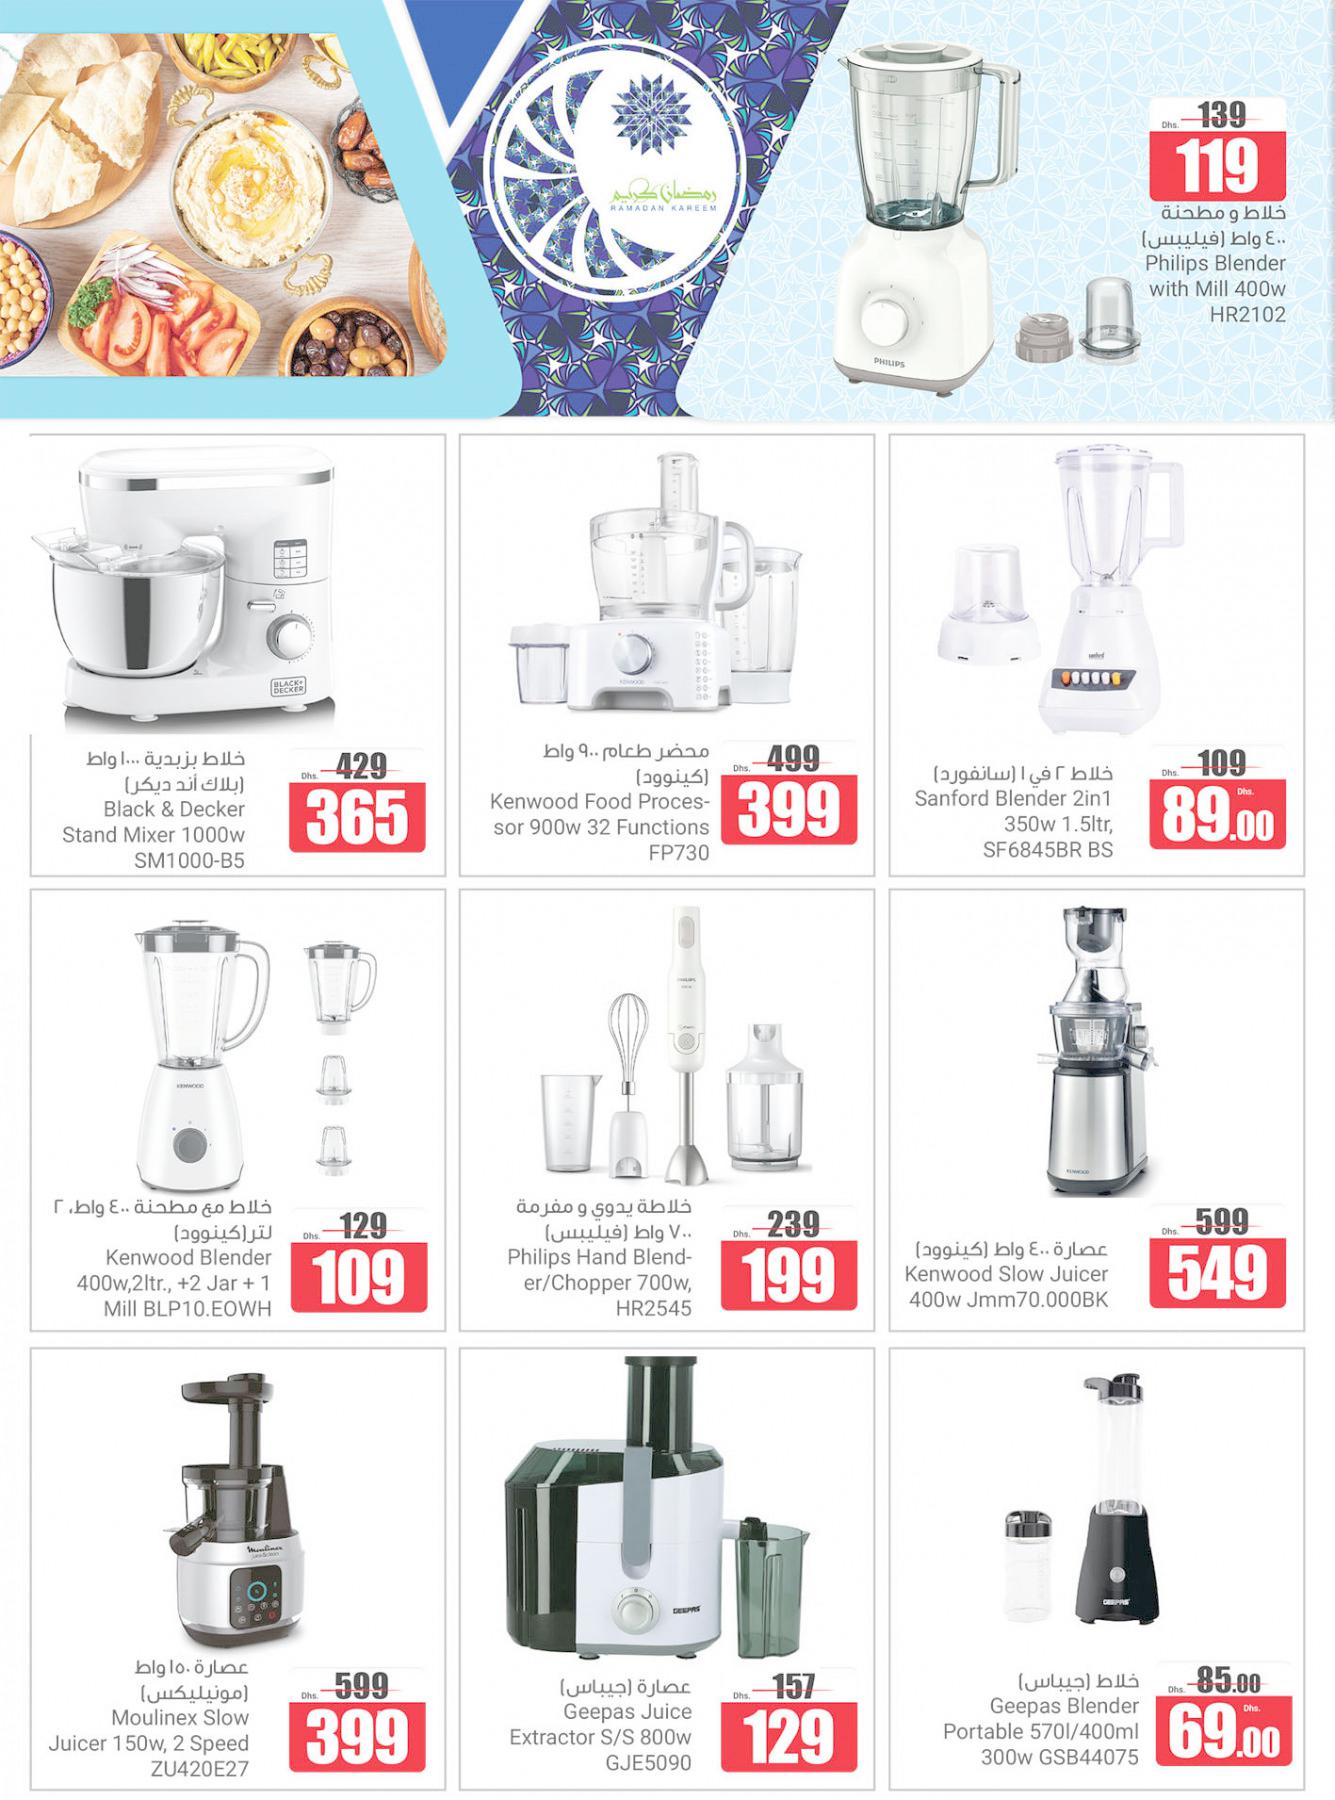 رمضان كريم
RAMADAN KAREEM
PHILIPS
Dhs. 139
119
خلاط و مطحنة
٤٠٠ واط (فيليبس)
Philips Blender
with Mill 400w
HR2102
BLACK+
DECKER
خلاط بزبدية ١٠٠٠ واط
(بلاك أند ديكر)
Black & Decker
Stand Mixer 1000w
SM1000-B5
Dhs. 429
365
KENWOOD
محضر طعام ٩٠٠ واط
(كينوود)
Kenwood Food Proces-
sor 900w 32 Functions
FP730
Dhs. 499
399
sanford
خلاط ٢ في ١ (سانفورد)
Sanford Blender 2in1
350w 1.5ltr,
SF6845BR BS
Dhs. 109
Dhs.
89.00
KENWOOD
خلاط مع مطحنة ٤٠٠ واط، ٢
لتر(كينوود)
Kenwood Blender
400w,2ltr., +2 Jar + 1
Mill BLP10.EOWH
Dhs. 129
109
PHILIPS
خلاطة يدوي و مفرمة
٧٠٠ واط (فيليبس)
Philips Hand Blend-
er/Chopper 700w,
HR2545
Dhs. 239
199
KENWOOD
عصارة ٤٠٠ واط (كينوود)
Kenwood Slow Juicer
400w Jmm70.000BK
Dhs. 599
549
Moulinex
عصارة ١٥٠ واط
(مونيليكس)
Moulinex Slow
Juicer 150w, 2 Speed
ZU420E27
Dhs. 599
399
GEEPAS
عصارة (جيباس)
Geepas Juice
Extractor S/S 800w
GJE5090
Dhs. 157
129
GEEPAS
خلاط (جيباس)
Geepas Blender
Portable 570l/400ml
300w GSB44075
Dhs. 85.00
Dhs.
69.00